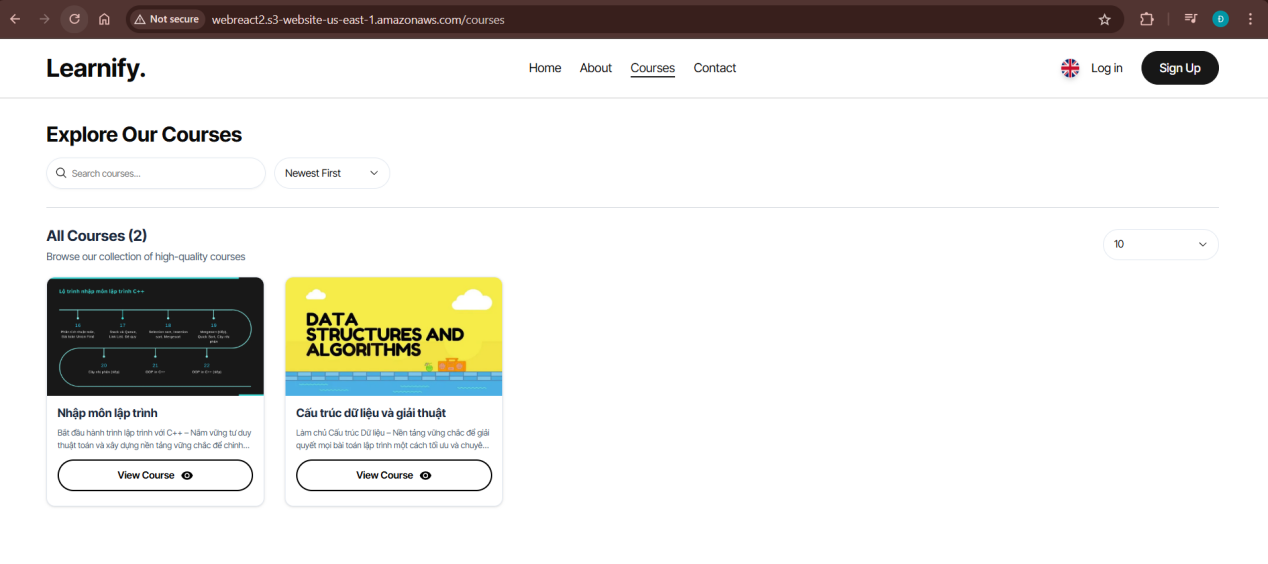 Not secure
webreact2.s3-website-us-east-1.amazonaws.com/courses
Đ
Learnify.
Home
About
Courses
Contact
Log in
Sign Up
Explore Our Courses
Search courses...
Newest First
All Courses (2)
10
Browse our collection of high-quality courses
Lộ trình nhập môn lập trình C++
16
17
18
19
20
21
22
OOP in C++
DATA
STRUCTURES AND
ALGORITHMS
Nhập môn lập trình
Bắt đầu hành trình lập trình với C++ – Nắm vững tư duy
thuật toán và xây dựng nền tảng vững chắc để chinh...
View Course
Cấu trúc dữ liệu và giải thuật
Làm chủ Cấu trúc Dữ liệu – Nền tảng vững chắc để giải
quyết mọi bài toán lập trình một cách tối ưu và chuyê...
View Course